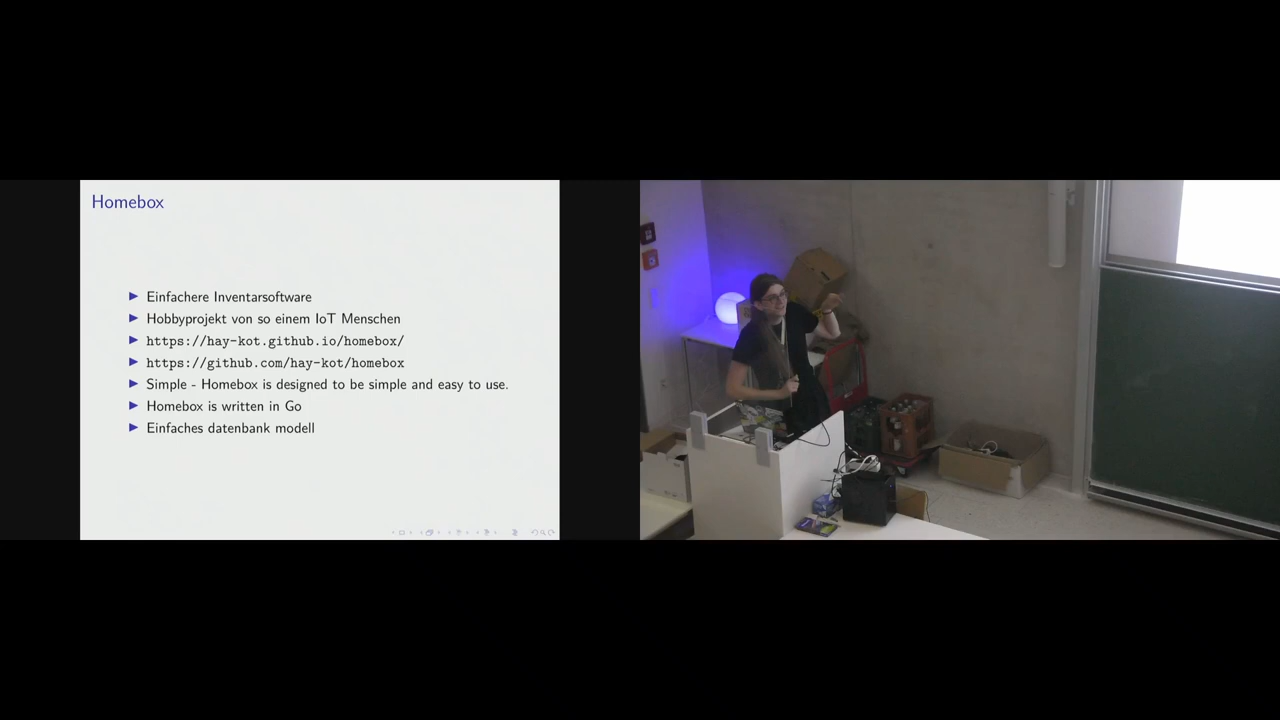 Homebox
Einfachere Inventarsoftware
Hobbyprojekt von so einem IoT Menschen
https://hay-kot.github.io/homebox/
https://github.com/hay-kot/homebox
Simple - Homebox is designed to be simple and easy to use.
Homebox is written in Go
Einfaches datenbank modell